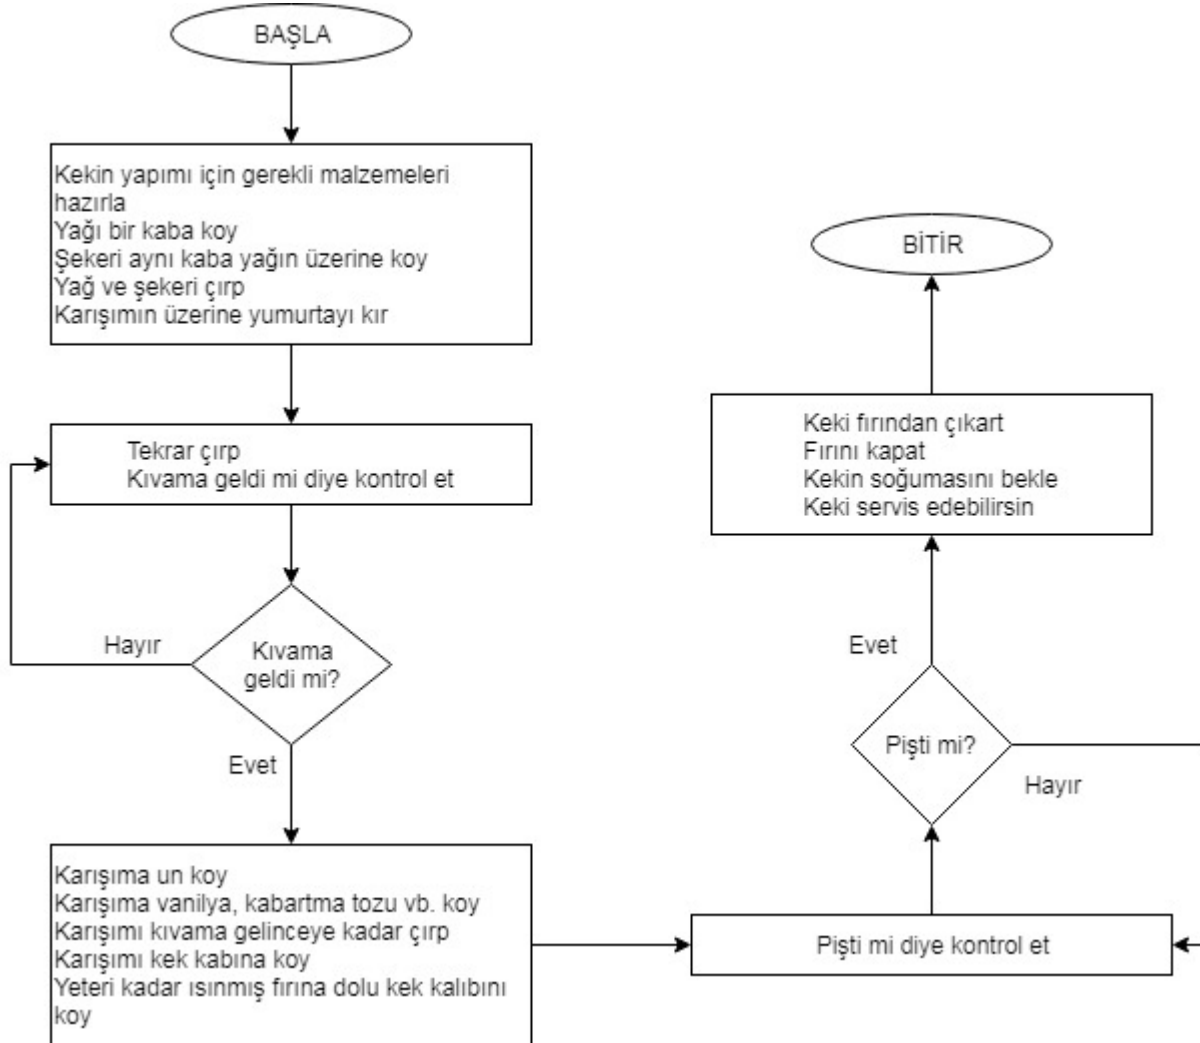 BAŞLA
Kekin yapımı için gerekli malzemeleri
hazırla
Yağı bir kaba koy
Şekeri aynı kaba yağın üzerine koy
Yağ ve şekeri çırp
Karışımın üzerine yumurtayı kır
Tekrar çırp
Kıvama geldi mi diye kontrol et
Hayır
Kıvama
geldi mi?
Evet
Karışıma un koy
Karışıma vanilya, kabartma tozu vb. koy
Karışımı kıvama gelinceye kadar çırp
Karışımı kek kabına koy
Yeteri kadar ısınmış fırına dolu kek kalıbını
koy
Pişti mi diye kontrol et
Pişti mi?
Hayır
Evet
Keki fırından çıkart
Fırını kapat
Kekin soğumasını bekle
Keki servis edebilirsin
BİTİR